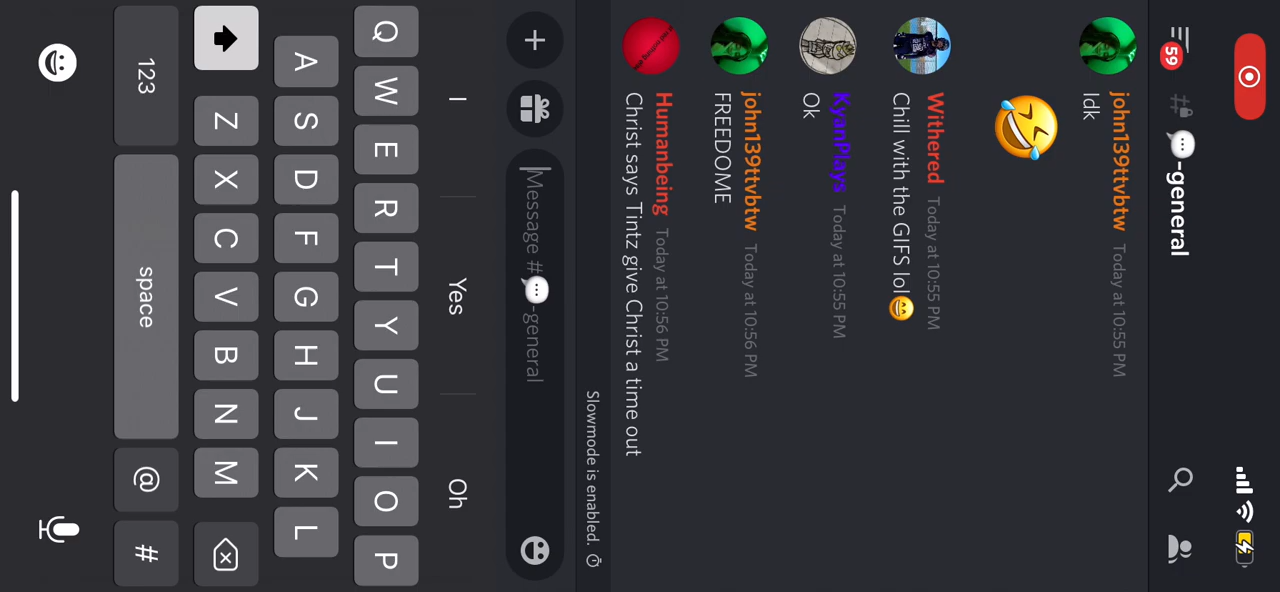 59
💬-general
john139ttvbtw Today at 10:55 PM
Idk
🤣
Withered Today at 10:55 PM
Chill with the GIFS lol😀
KyanPlays Today at 10:55 PM
Ok
john139ttvbtw Today at 10:56 PM
FREEDOME
Humanbeing Today at 10:56 PM
Christ says Tintz give Christ a time out
Slowmode is enabled.
Message #💬-general
I Yes Oh
Q W E R T Y U I O P
A S D F G H J K L
Z X C V B N M
123 space @ #